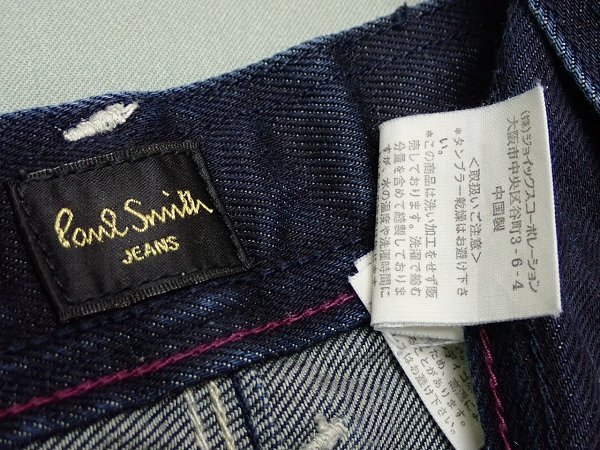 Paul Smith
JEANS
(株)ジョイックスコーポレーション
大阪市中央区谷町3-6-4
中国製
<取扱いご注意>
*タンブラー乾燥はお避け下さ
い。
*この商品は洗い加工をせず販
売しております。洗濯で縮む
分量を含めて縫製しておりま
すが、水の温度や洗濯時間に